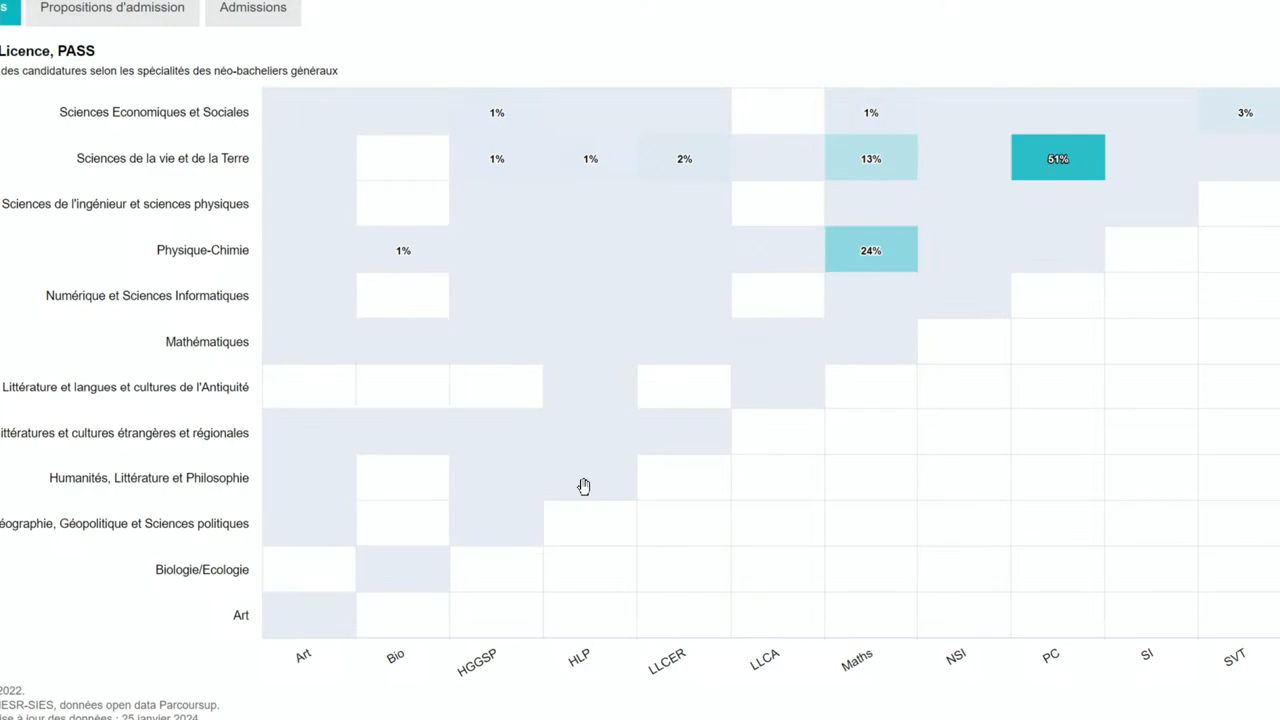 s Propositions d'admission Admissions
Licence, PASS
des candidatures selon les spécialités des néo-bacheliers généraux
Sciences Economiques et Sociales 1% 1% 3%
Sciences de la vie et de la Terre 1% 1% 2% 13% 51%
Sciences de l'ingénieur et sciences physiques
Physique-Chimie 1% 24%
Numérique et Sciences Informatiques
Mathématiques
Littérature et langues et cultures de l'Antiquité
ittératures et cultures étrangères et régionales
Humanités, Littérature et Philosophie
éographie, Géopolitique et Sciences politiques
Biologie/Ecologie
Art
Art Bio HGGSP HLP LLCER LLCA Maths NSI PC SI SVT
2022.
IESR-SIES, données open data Parcoursup.
ise à jour des données : 25 janvier 2024